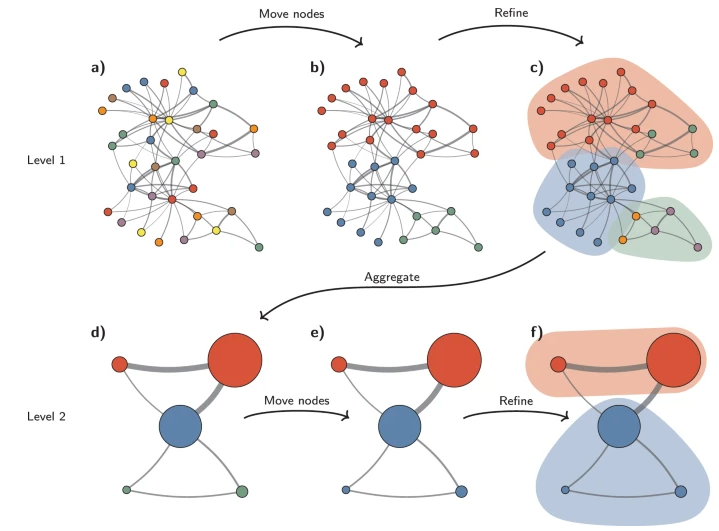 Move nodes
Refine
a)
b)
c)
Level 1
Aggregate
d)
e)
f)
Move nodes
Refine
Level 2